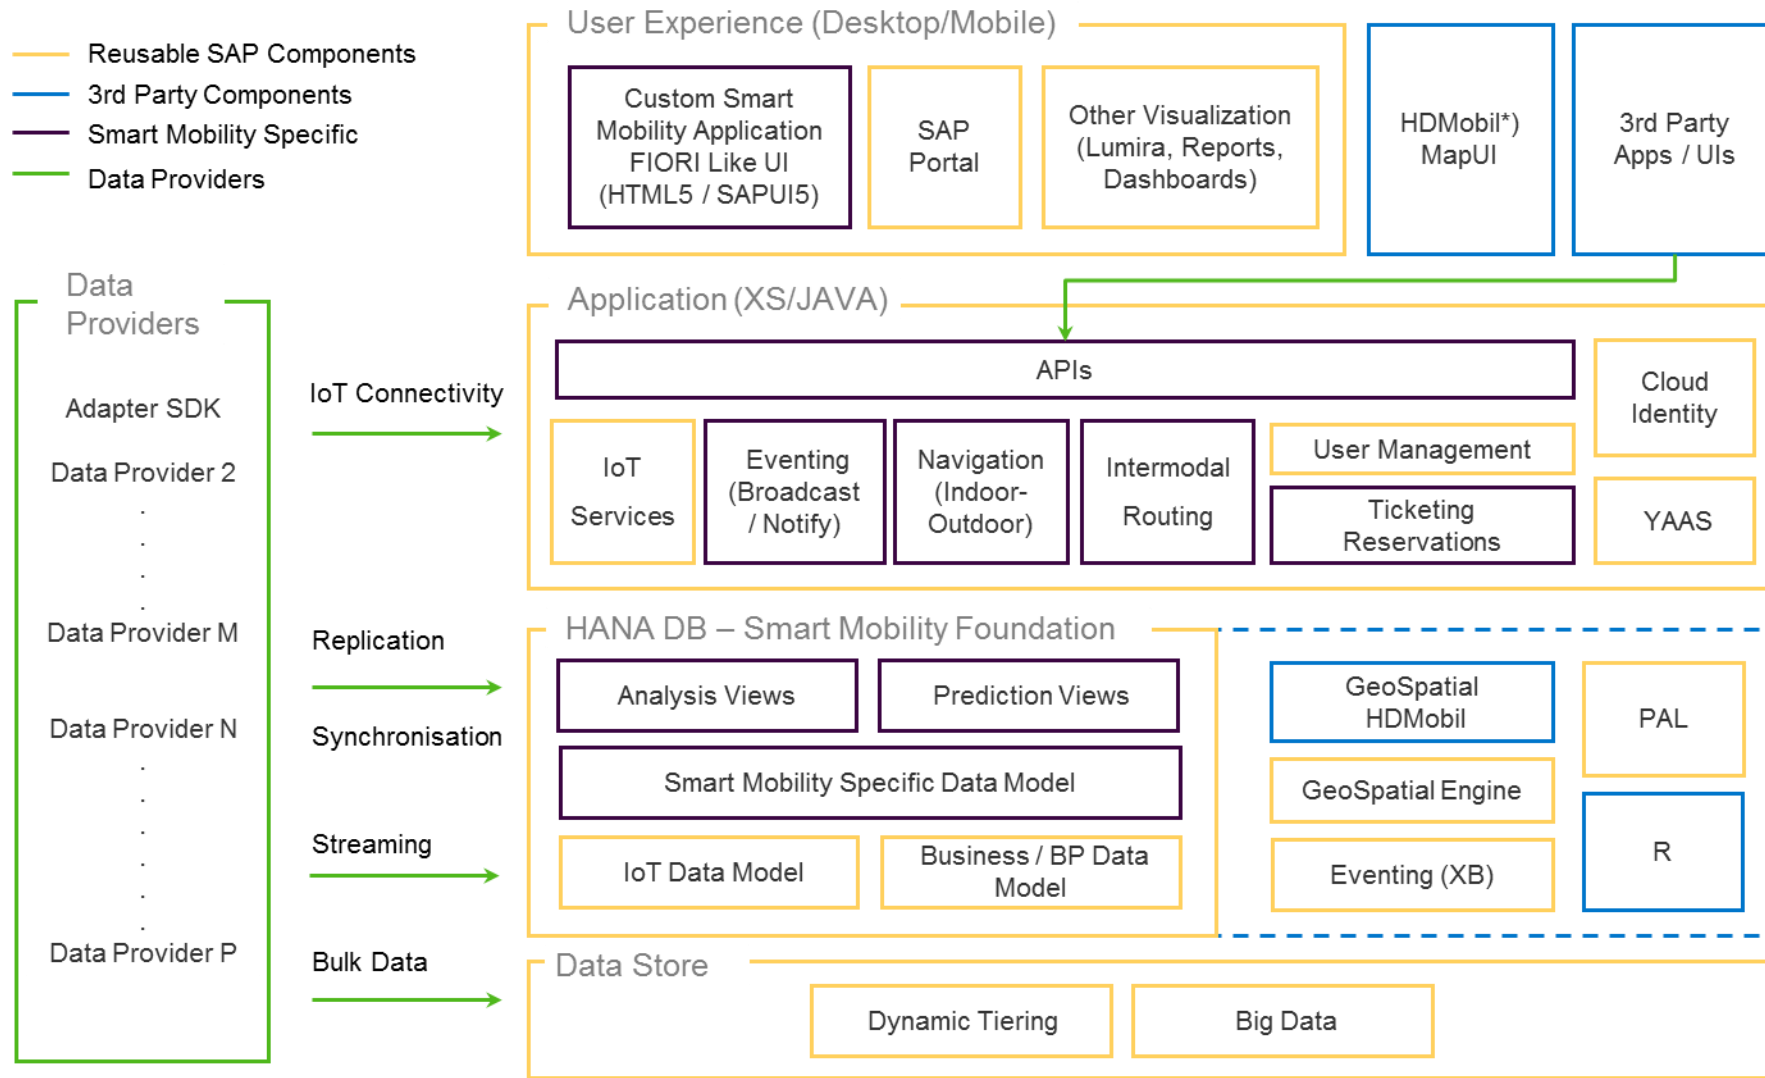 Reusable SAP Components
3rd Party Components
Smart Mobility Specific
Data Providers
User Experience (Desktop/Mobile)
Custom Smart
Mobility Application
FIORI Like UI
(HTML5 / SAPUI5)
SAP
Portal
Other Visualization
(Lumira, Reports,
Dashboards)
HDMobil*)
MapUI
3rd Party
Apps / UIs
Data
Providers
Adapter SDK
Data Provider 2
.
.
.
.
Data Provider M
Data Provider N
.
.
.
.
.
.
Data Provider P
IoT Connectivity
Replication
Synchronisation
Streaming
Bulk Data
Application (XS/JAVA)
APIs
IoT
Services
Eventing
(Broadcast
/ Notify)
Navigation
(Indoor-
Outdoor)
Intermodal
Routing
User Management
Ticketing
Reservations
Cloud
Identity
YAAS
HANA DB – Smart Mobility Foundation
Analysis Views
Prediction Views
Smart Mobility Specific Data Model
IoT Data Model
Business / BP Data
Model
GeoSpatial
HDMobil
GeoSpatial Engine
Eventing (XB)
PAL
R
Data Store
Dynamic Tiering
Big Data